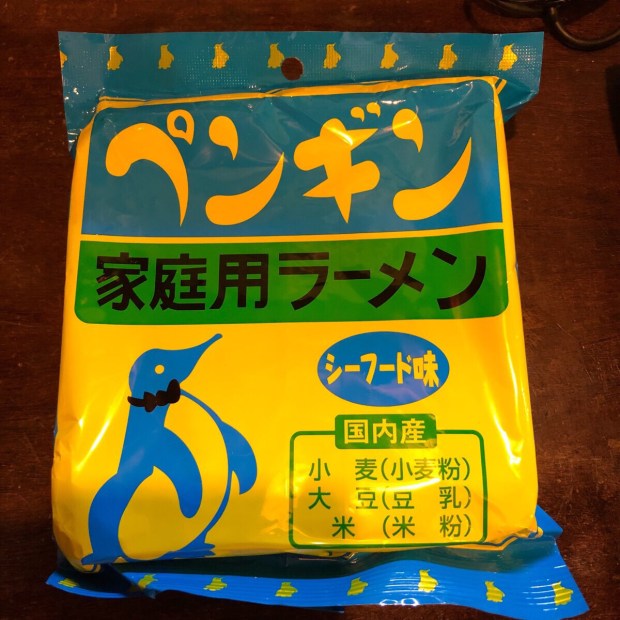 ペンギン
家庭用ラーメン
シーフード味
国内産
小 麦(小麦粉)
大 豆(豆 乳)
米 (米 粉)